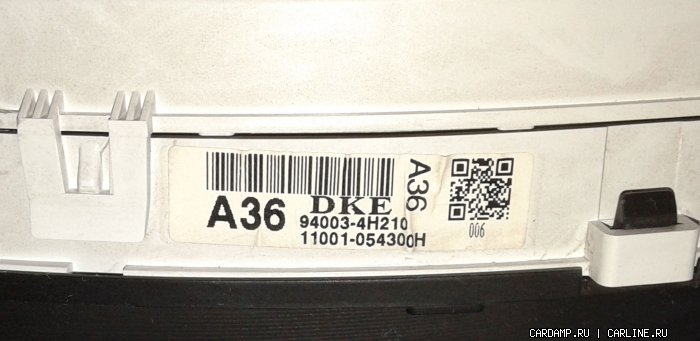 A36 DKE
94003-4H210
11001-054300H
A36
006
CARDAMP.RU | CARLINE.RU